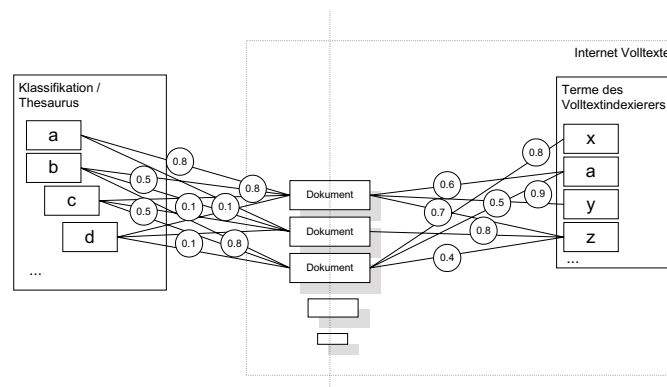 Internet Volltexte
Klassifikation /
Thesaurus
a
b
c
d
...
0.8
0.5
0.5
0.1
0.1
0.8
0.1
0.8
Dokument
Dokument
Dokument
0.6
0.7
0.8
0.5
0.9
0.8
0.4
Terme des
Volltextindexierers
x
a
y
z
...